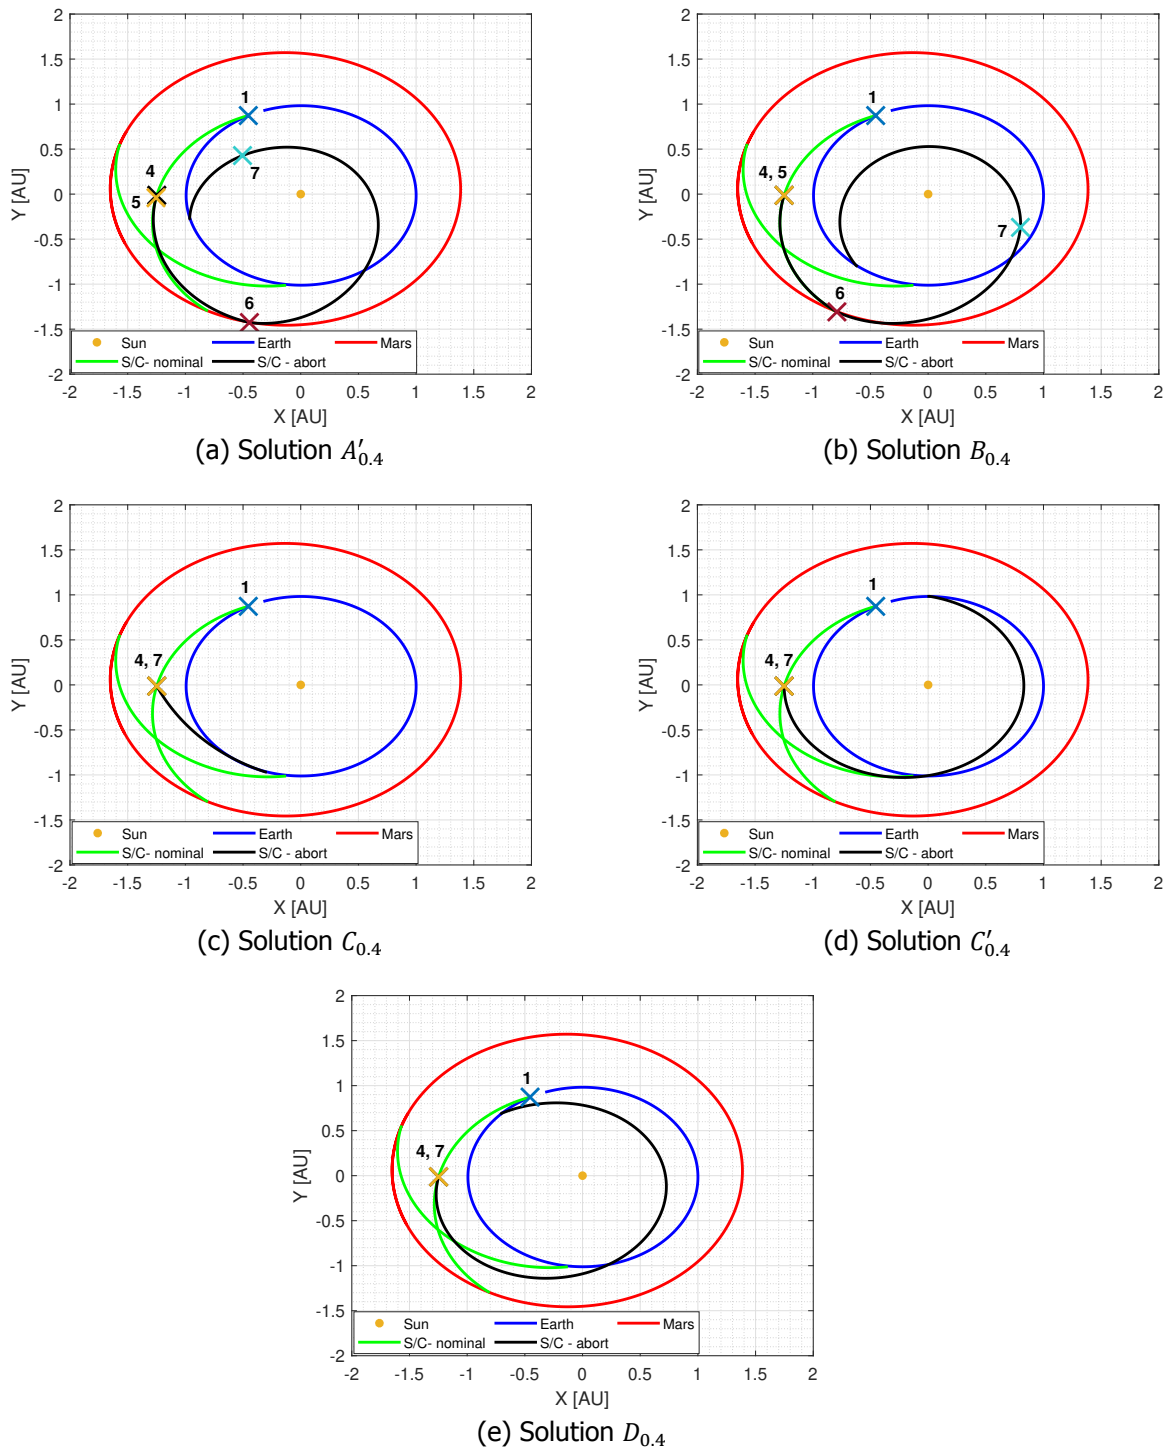 2
1.5
1
0.5
0
-0.5
-1
-1.5
-2
Y [AU]
1
4
5
7
6
Sun
Earth
Mars
S/C- nominal
S/C - abort
-2 -1.5 -1 -0.5 0 0.5 1 1.5 2
X [AU]
(a) Solution A′0.4
2
1.5
1
0.5
0
-0.5
-1
-1.5
-2
Y [AU]
1
4, 5
7
6
Sun
Earth
Mars
S/C- nominal
S/C - abort
-2 -1.5 -1 -0.5 0 0.5 1 1.5 2
X [AU]
(b) Solution B0.4
2
1.5
1
0.5
0
-0.5
-1
-1.5
-2
Y [AU]
1
4, 7
Sun
Earth
Mars
S/C- nominal
S/C - abort
-2 -1.5 -1 -0.5 0 0.5 1 1.5 2
X [AU]
(c) Solution C0.4
2
1.5
1
0.5
0
-0.5
-1
-1.5
-2
Y [AU]
1
4, 7
Sun
Earth
Mars
S/C- nominal
S/C - abort
-2 -1.5 -1 -0.5 0 0.5 1 1.5 2
X [AU]
(d) Solution C′0.4
2
1.5
1
0.5
0
-0.5
-1
-1.5
-2
Y [AU]
1
4, 7
Sun
Earth
Mars
S/C- nominal
S/C - abort
-2 -1.5 -1 -0.5 0 0.5 1 1.5 2
X [AU]
(e) Solution D0.4